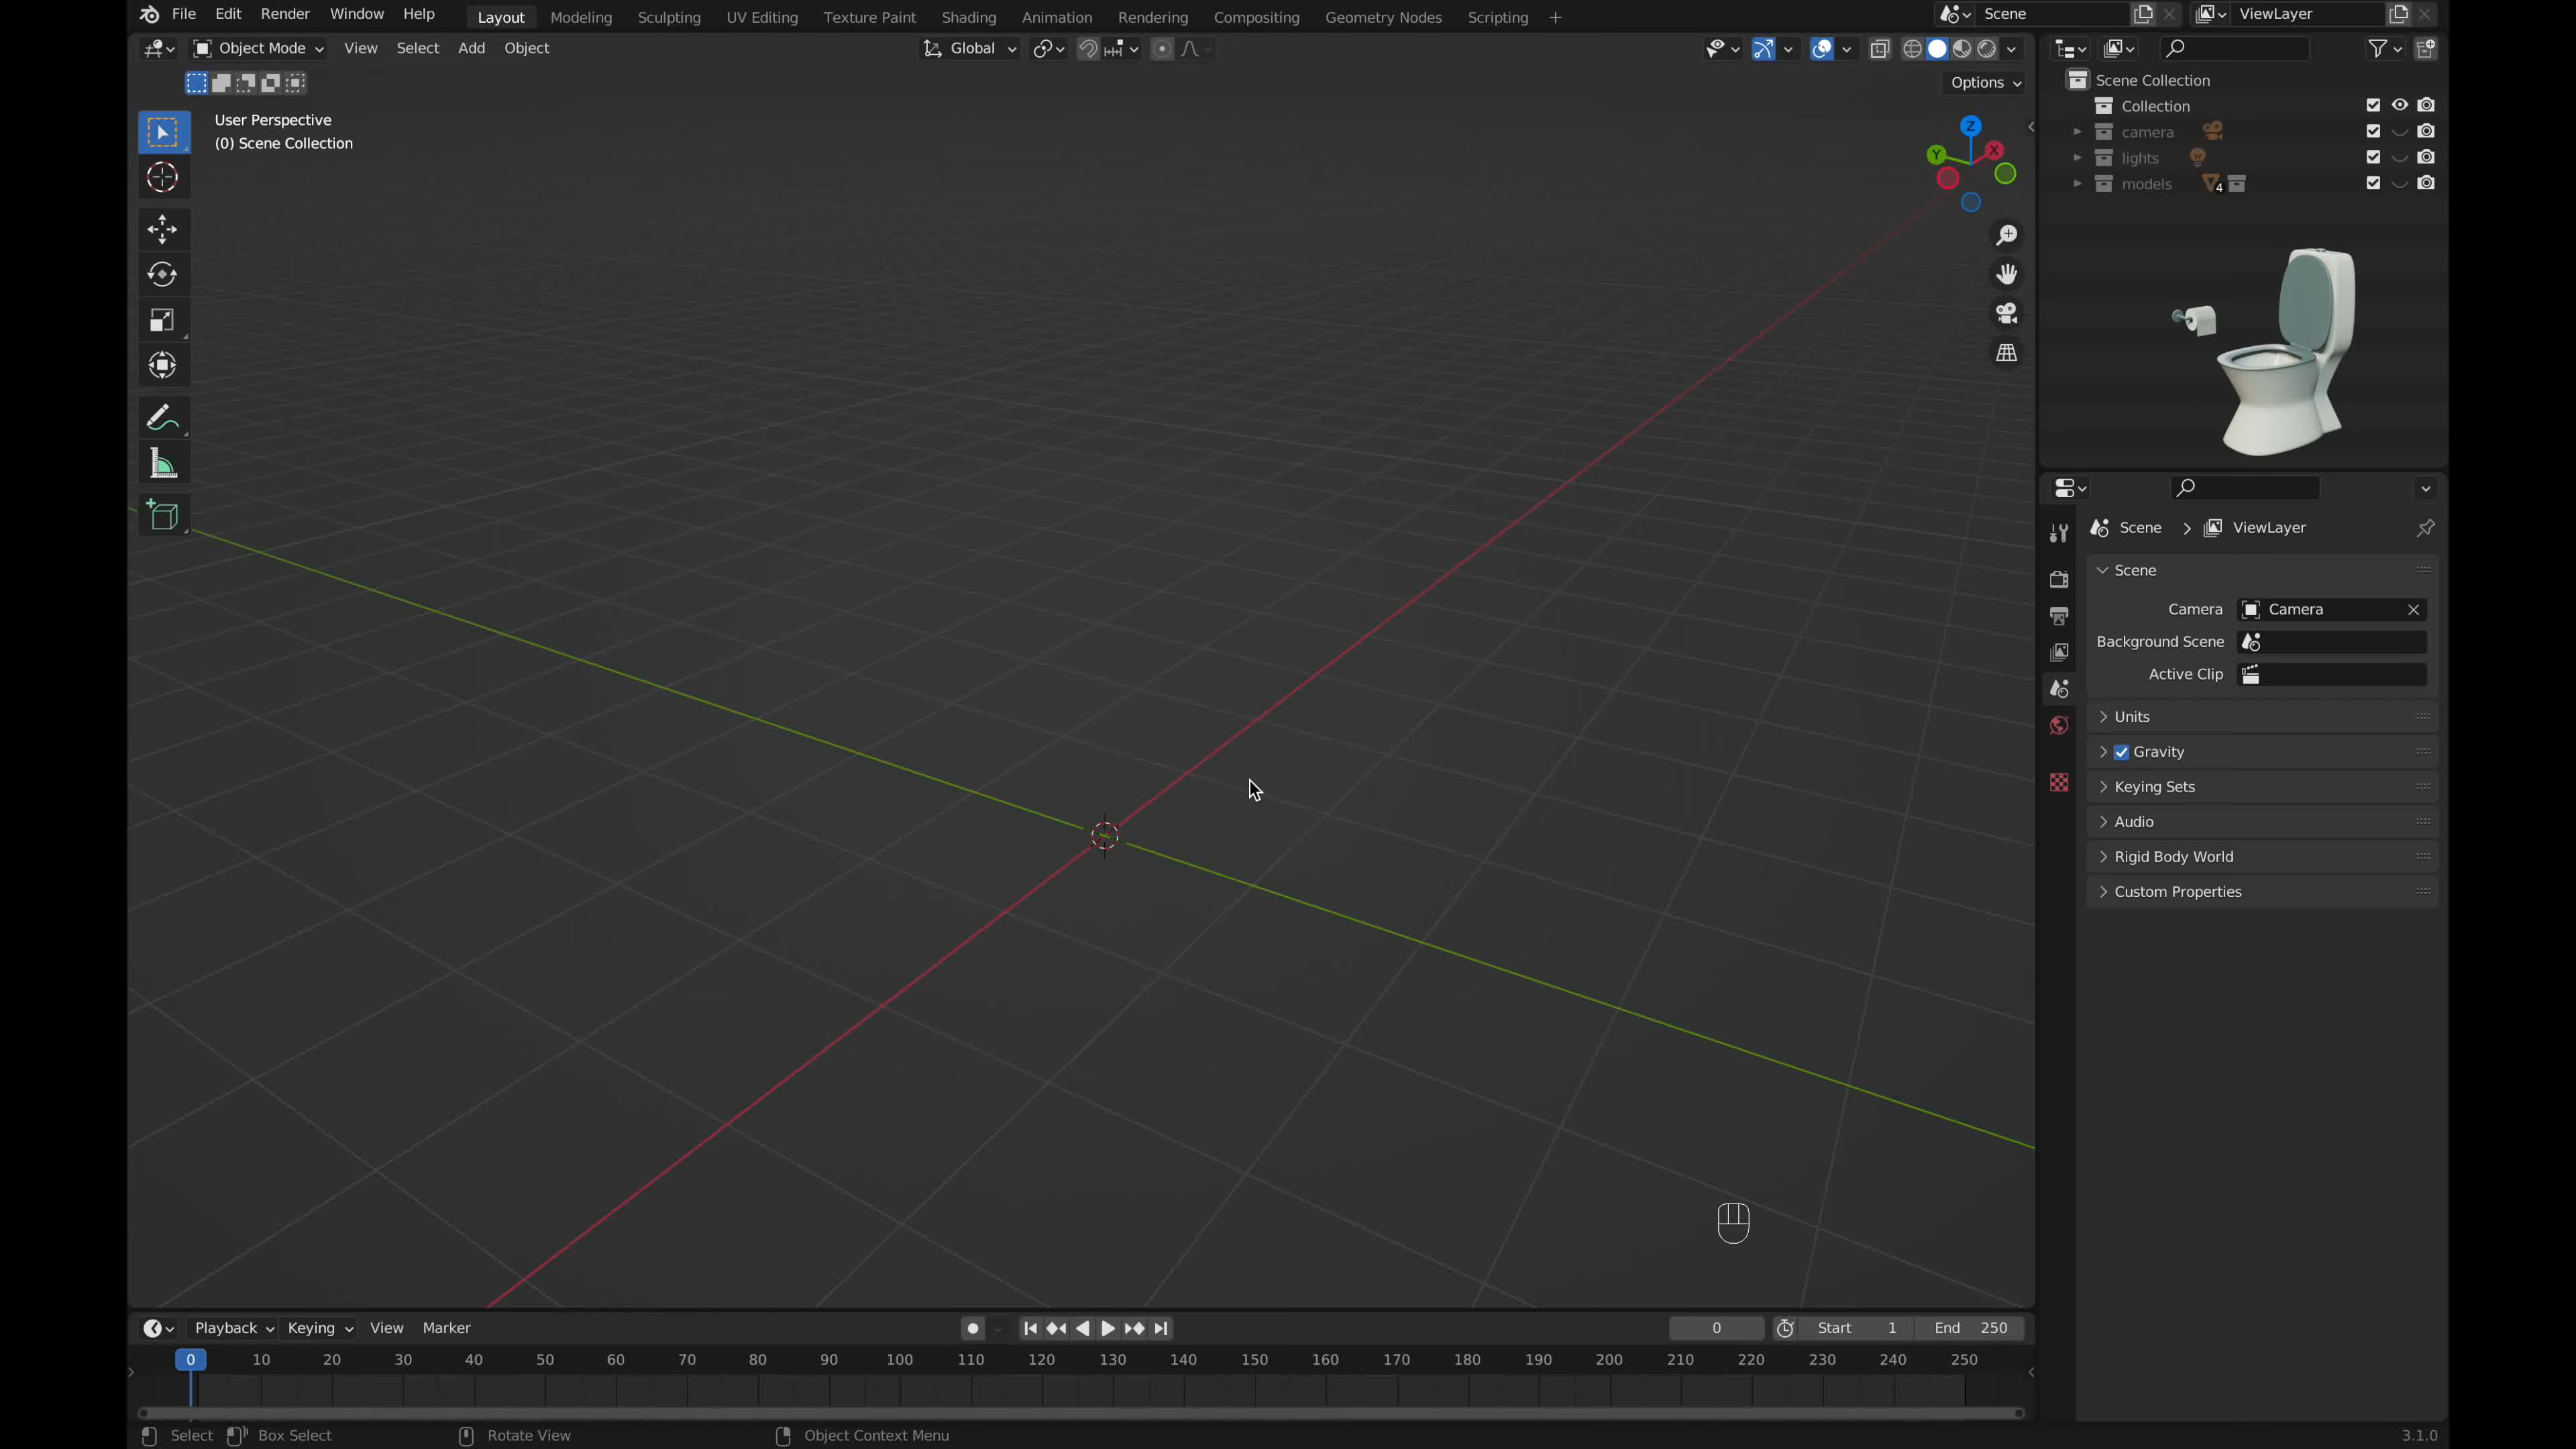 File Edit Render Window Help Layout Modeling Sculpting UV Editing Texture Paint Shading Animation Rendering Compositing Geometry Nodes Scripting Scene ViewLayer
Object Mode View Select Add Object Global
Options
User Perspective
(0) Scene Collection
Z
Y
X
Scene Collection
Collection
camera
lights
models 4
Scene ViewLayer
Scene
Camera Camera
Background Scene
Active Clip
Units
Gravity
Keying Sets
Audio
Rigid Body World
Custom Properties
Playback Keying View Marker 0 Start 1 End 250
0 10 20 30 40 50 60 70 80 90 100 110 120 130 140 150 160 170 180 190 200 210 220 230 240 250
Select Box Select Rotate View Object Context Menu 3.1.0